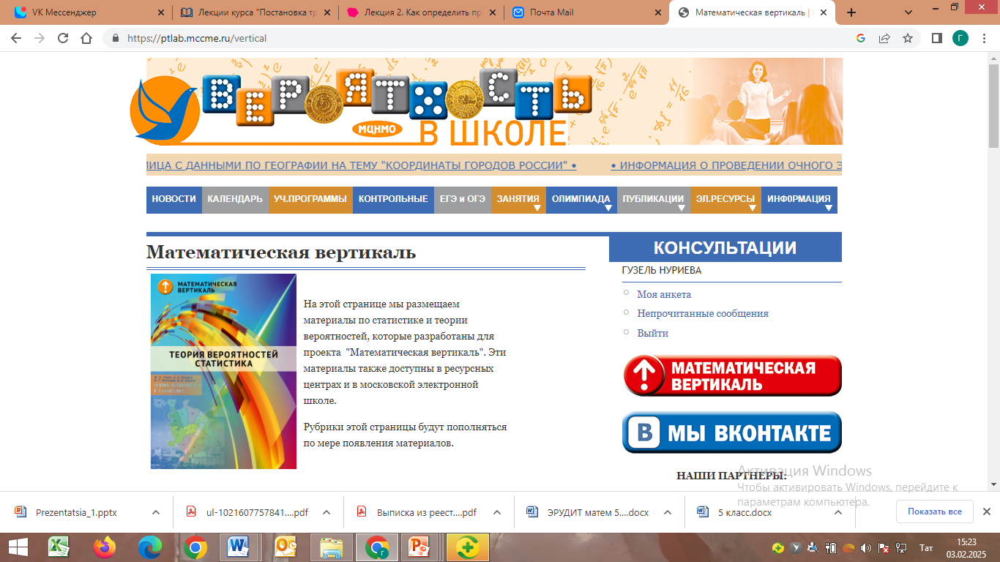 VK Мессенджер
Лекции курса "Постановка тр
Лекция 2. Как определить пр
Почта Mail
Математическая вертикаль |
https://ptlab.mccme.ru/vertical
Г
ВЕРОЯТНОСТЬ
МЦНМО
В ШКОЛЕ
ЛИЦА С ДАННЫМИ ПО ГЕОГРАФИИ НА ТЕМУ "КООРДИНАТЫ ГОРОДОВ РОССИИ" • • ИНФОРМАЦИЯ О ПРОВЕДЕНИИ ОЧНОГО Э
НОВОСТИ КАЛЕНДАРЬ УЧ.ПРОГРАММЫ КОНТРОЛЬНЫЕ ЕГЭ и ОГЭ ЗАНЯТИЯ ОЛИМПИАДА ПУБЛИКАЦИИ ЭЛ.РЕСУРСЫ ИНФ0РМАЦИЯ
Математическая вертикаль
МАТЕМАТИЧЕСКАЯ
ВЕРТИКАЛЬ
ТЕОРИЯ ВЕРОЯТНОСТЕЙ
СТАТИСТИКА
На этой странице мы размещаем
материалы по статистике и теории
вероятностей, которые разработаны для
проекта "Математическая вертикаль". Эти
материалы также доступны в ресурсных
центрах и в московской электронной
школе.
Рубрики этой страницы будут пополняться
по мере появления материалов.
КОНСУЛЬТАЦИИ
ГУЗЕЛЬ НУРИЕВА
Моя анкета
Непрочитанные сообщения
Выйти
МАТЕМАТИЧЕСКАЯ
ВЕРТИКАЛЬ
В МЫ ВКОНТАКТЕ
НАШИ ПАРТНЕРЫ:
Активация Windows
Чтобы активировать Windows, перейдите к
параметрам компьютера.
Prezentatsia_1.pptx
ul-1021607757841....pdf
Выписка из реест....pdf
ЭРУДИТ матем 5....docx
5 класс.docx
Показать все
Тат
15:23
03.02.2025